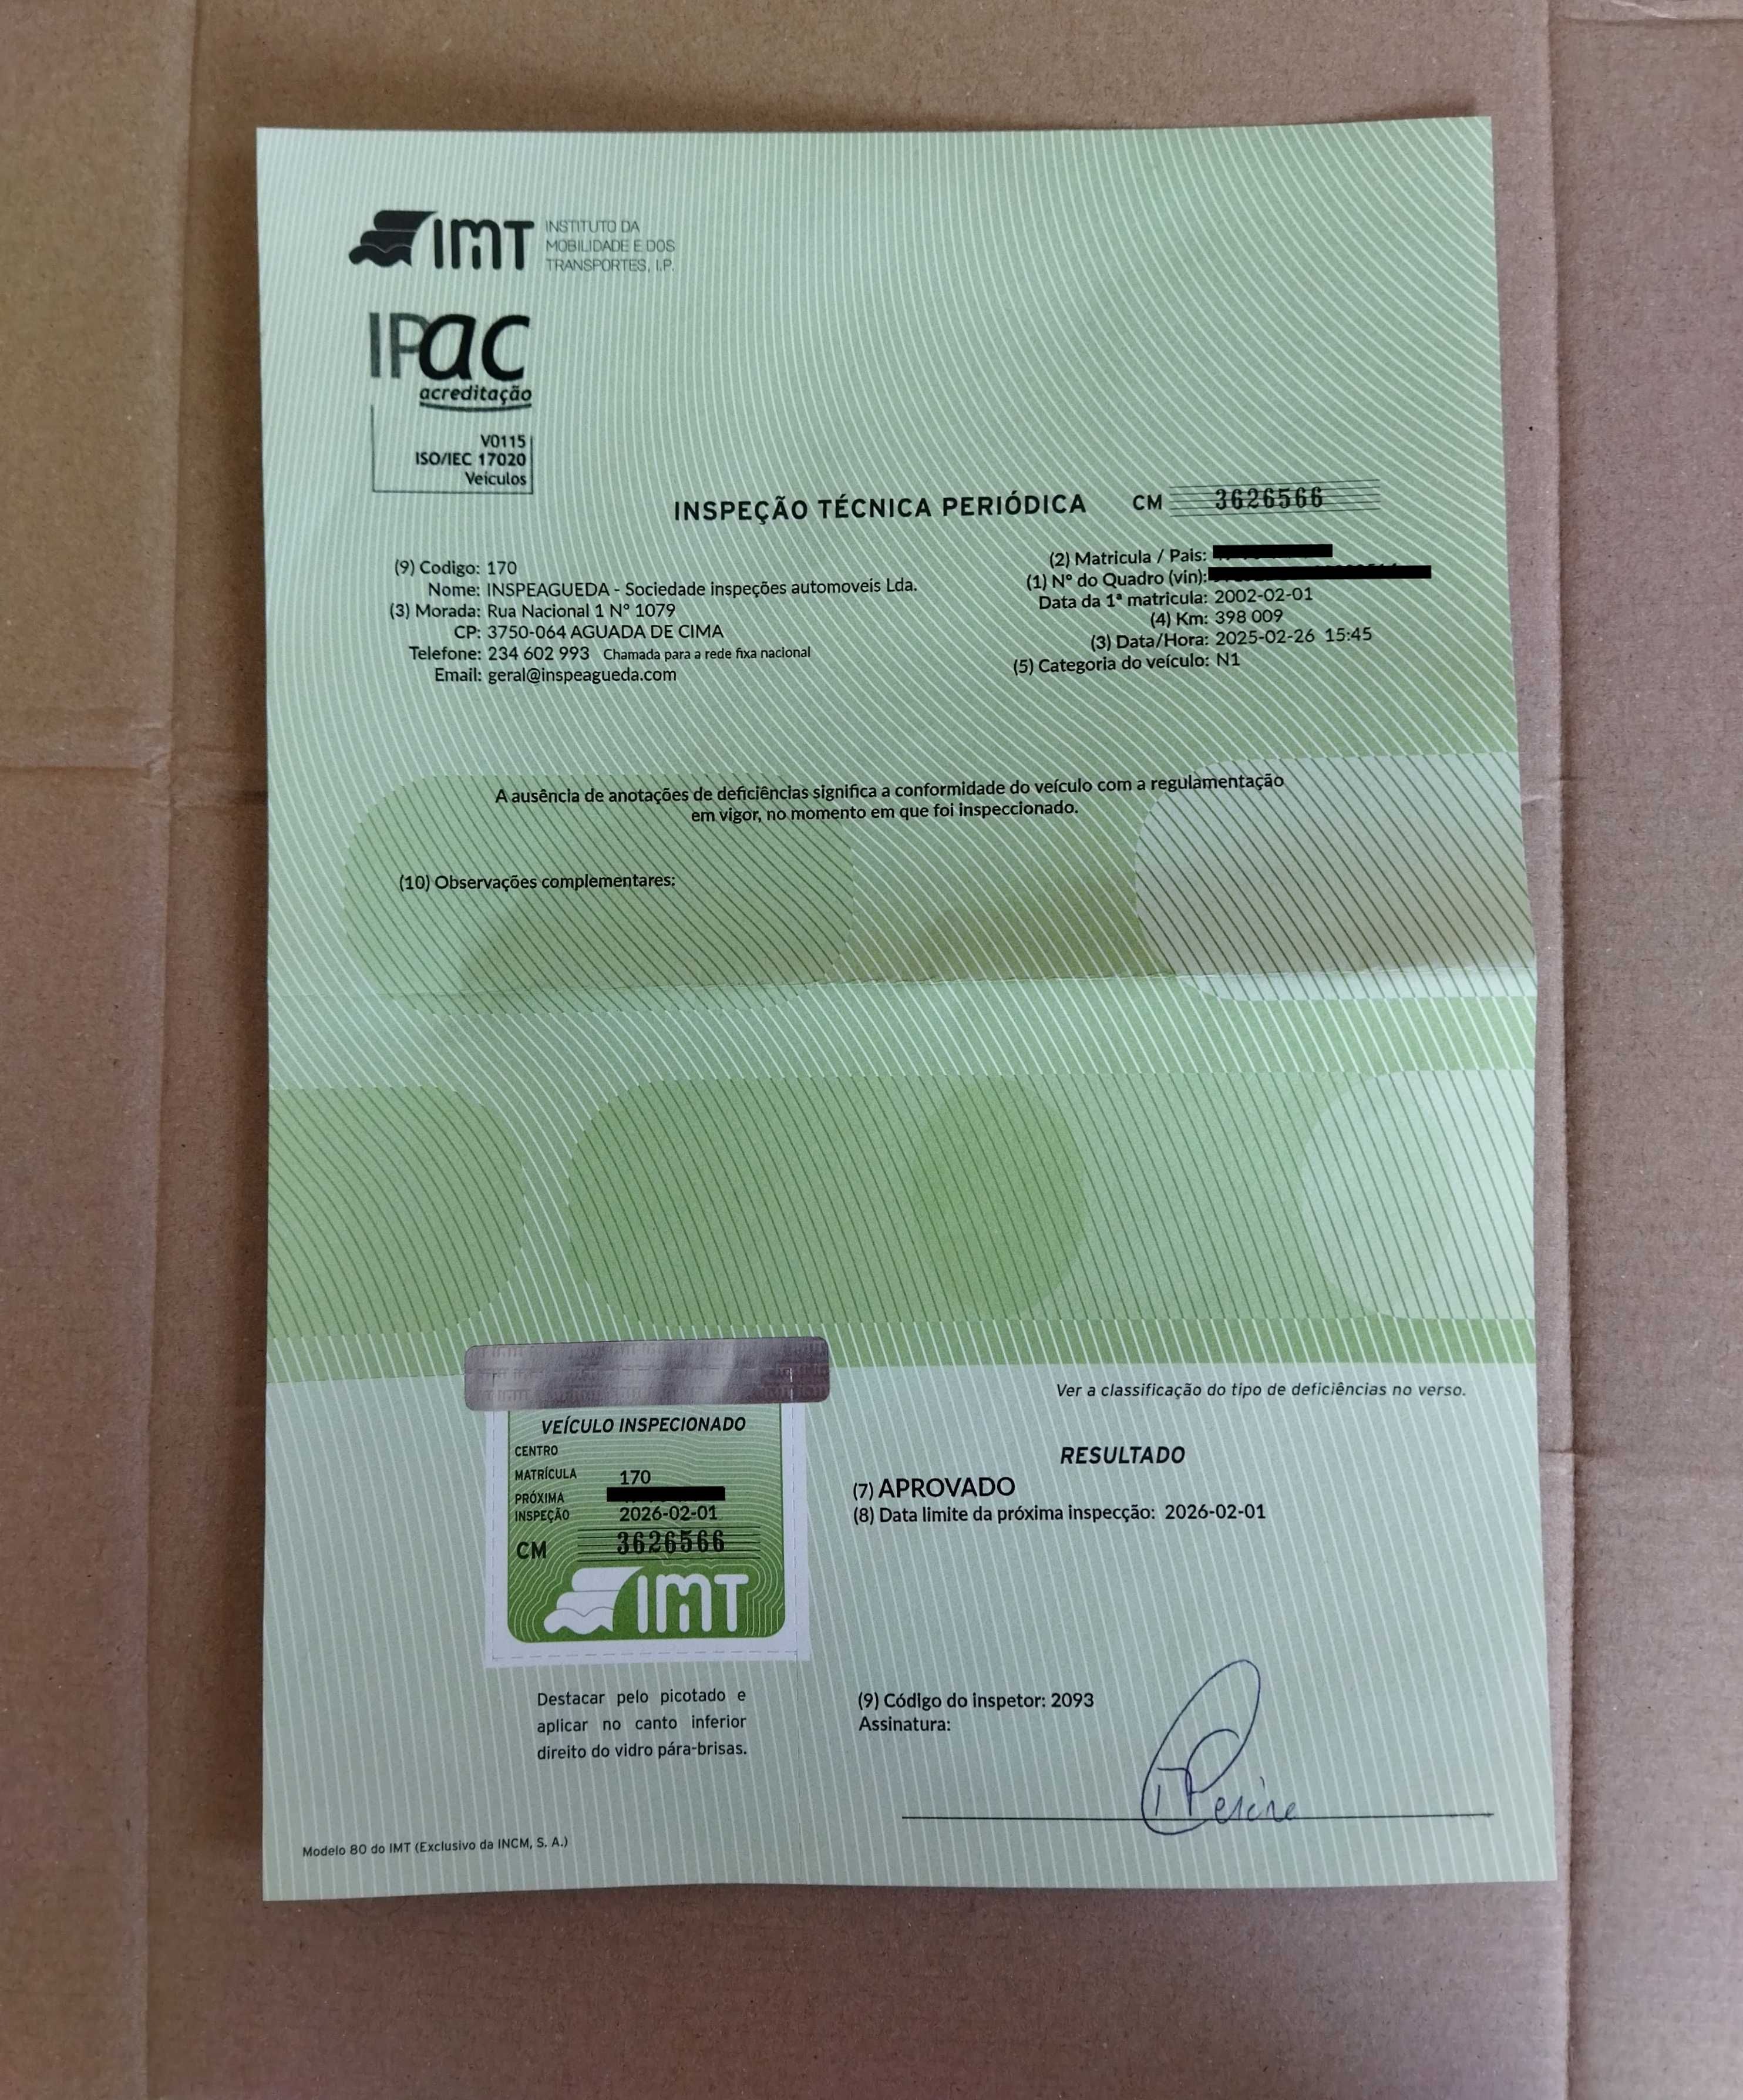 IMT INSTITUTO DA
MOBILIDADE E DOS
TRANSPORTES, I.P.
IPac
acreditação
V0115
ISO/IEC 17020
Veículos
INSPEÇÃO TÉCNICA PERIÓDICA CM 3626566
(9) Codigo: 170
Nome: INSPEAGUEDA - Sociedade inspeções automoveis Lda.
(3) Morada: Rua Nacional 1 Nº 1079
CP: 3750-064 AGUADA DE CIMA
Telefone: 234 602 993 Chamada para a rede fixa nacional
Email: geral@inspeagueda.com
(2) Matricula / Pais:
(1) Nº do Quadro (vin):
Data da 1ª matricula: 2002-02-01
(4) Km: 398 009
(3) Data/Hora: 2025-02-26 15:45
(5) Categoria do veículo: N1
A ausência de anotações de deficiências significa a conformidade do veículo com a regulamentação
em vigor, no momento em que foi inspeccionado.
(10) Observações complementares:
Ver a classificação do tipo de deficiências no verso.
VEÍCULO INSPECIONADO
CENTRO
MATRÍCULA 170
PRÓXIMA
INSPEÇÃO 2026-02-01
CM 3626566
IMT
RESULTADO
(7) APROVADO
(8) Data limite da próxima inspecção: 2026-02-01
Destacar pelo picotado e
aplicar no canto inferior
direito do vidro pára-brisas.
(9) Código do inspetor: 2093
Assinatura:
Modelo 80 do IMT (Exclusivo da INCM, S. A.)